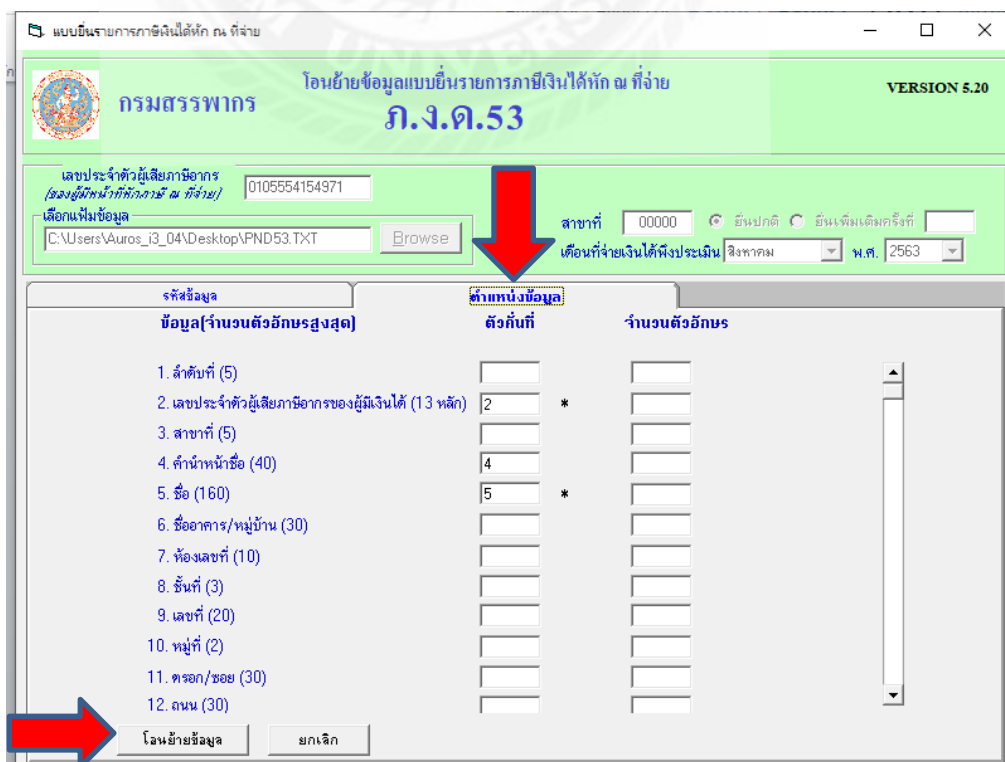 แบบยื่นรายการภาษีเงินได้หัก ณ ที่จ่าย
กรมสรรพากร
โอนย้ายข้อมูลแบบยื่นรายการภาษีเงินได้หัก ณ ที่จ่าย
ภ.ง.ด.53
VERSION 5.20
เลขประจำตัวผู้เสียภาษีอากร
(ของผู้มีหน้าที่หักภาษี ณ ที่จ่าย)
0105554154971
เลือกแฟ้มข้อมูล
C:\Users\Auros_i3_04\Desktop\PND53.TXT
Browse
สาขาที่ 00000 ยื่นปกติ ยื่นเพิ่มเติมครั้งที่
เดือนที่จ่ายเงินได้พึงประเมิน สิงหาคม พ.ศ. 2563
รหัสข้อมูล ตำแหน่งข้อมูล
ข้อมูล(จำนวนตัวอักษรสูงสุด) ตัวคั่นที่ จำนวนตัวอักษร
1. ลำดับที่ (5)
2. เลขประจำตัวผู้เสียภาษีอากรของผู้มีเงินได้ (13 หลัก) 2 *
3. สาขาที่ (5)
4. คำนำหน้าชื่อ (40) 4
5. ชื่อ (160) 5 *
6. ชื่ออาคาร/หมู่บ้าน (30)
7. ห้องเลขที่ (10)
8. ชั้นที่ (3)
9. เลขที่ (20)
10. หมู่ที่ (2)
11. ตรอก/ซอย (30)
12. ถนน (30)
โอนย้ายข้อมูล ยกเลิก